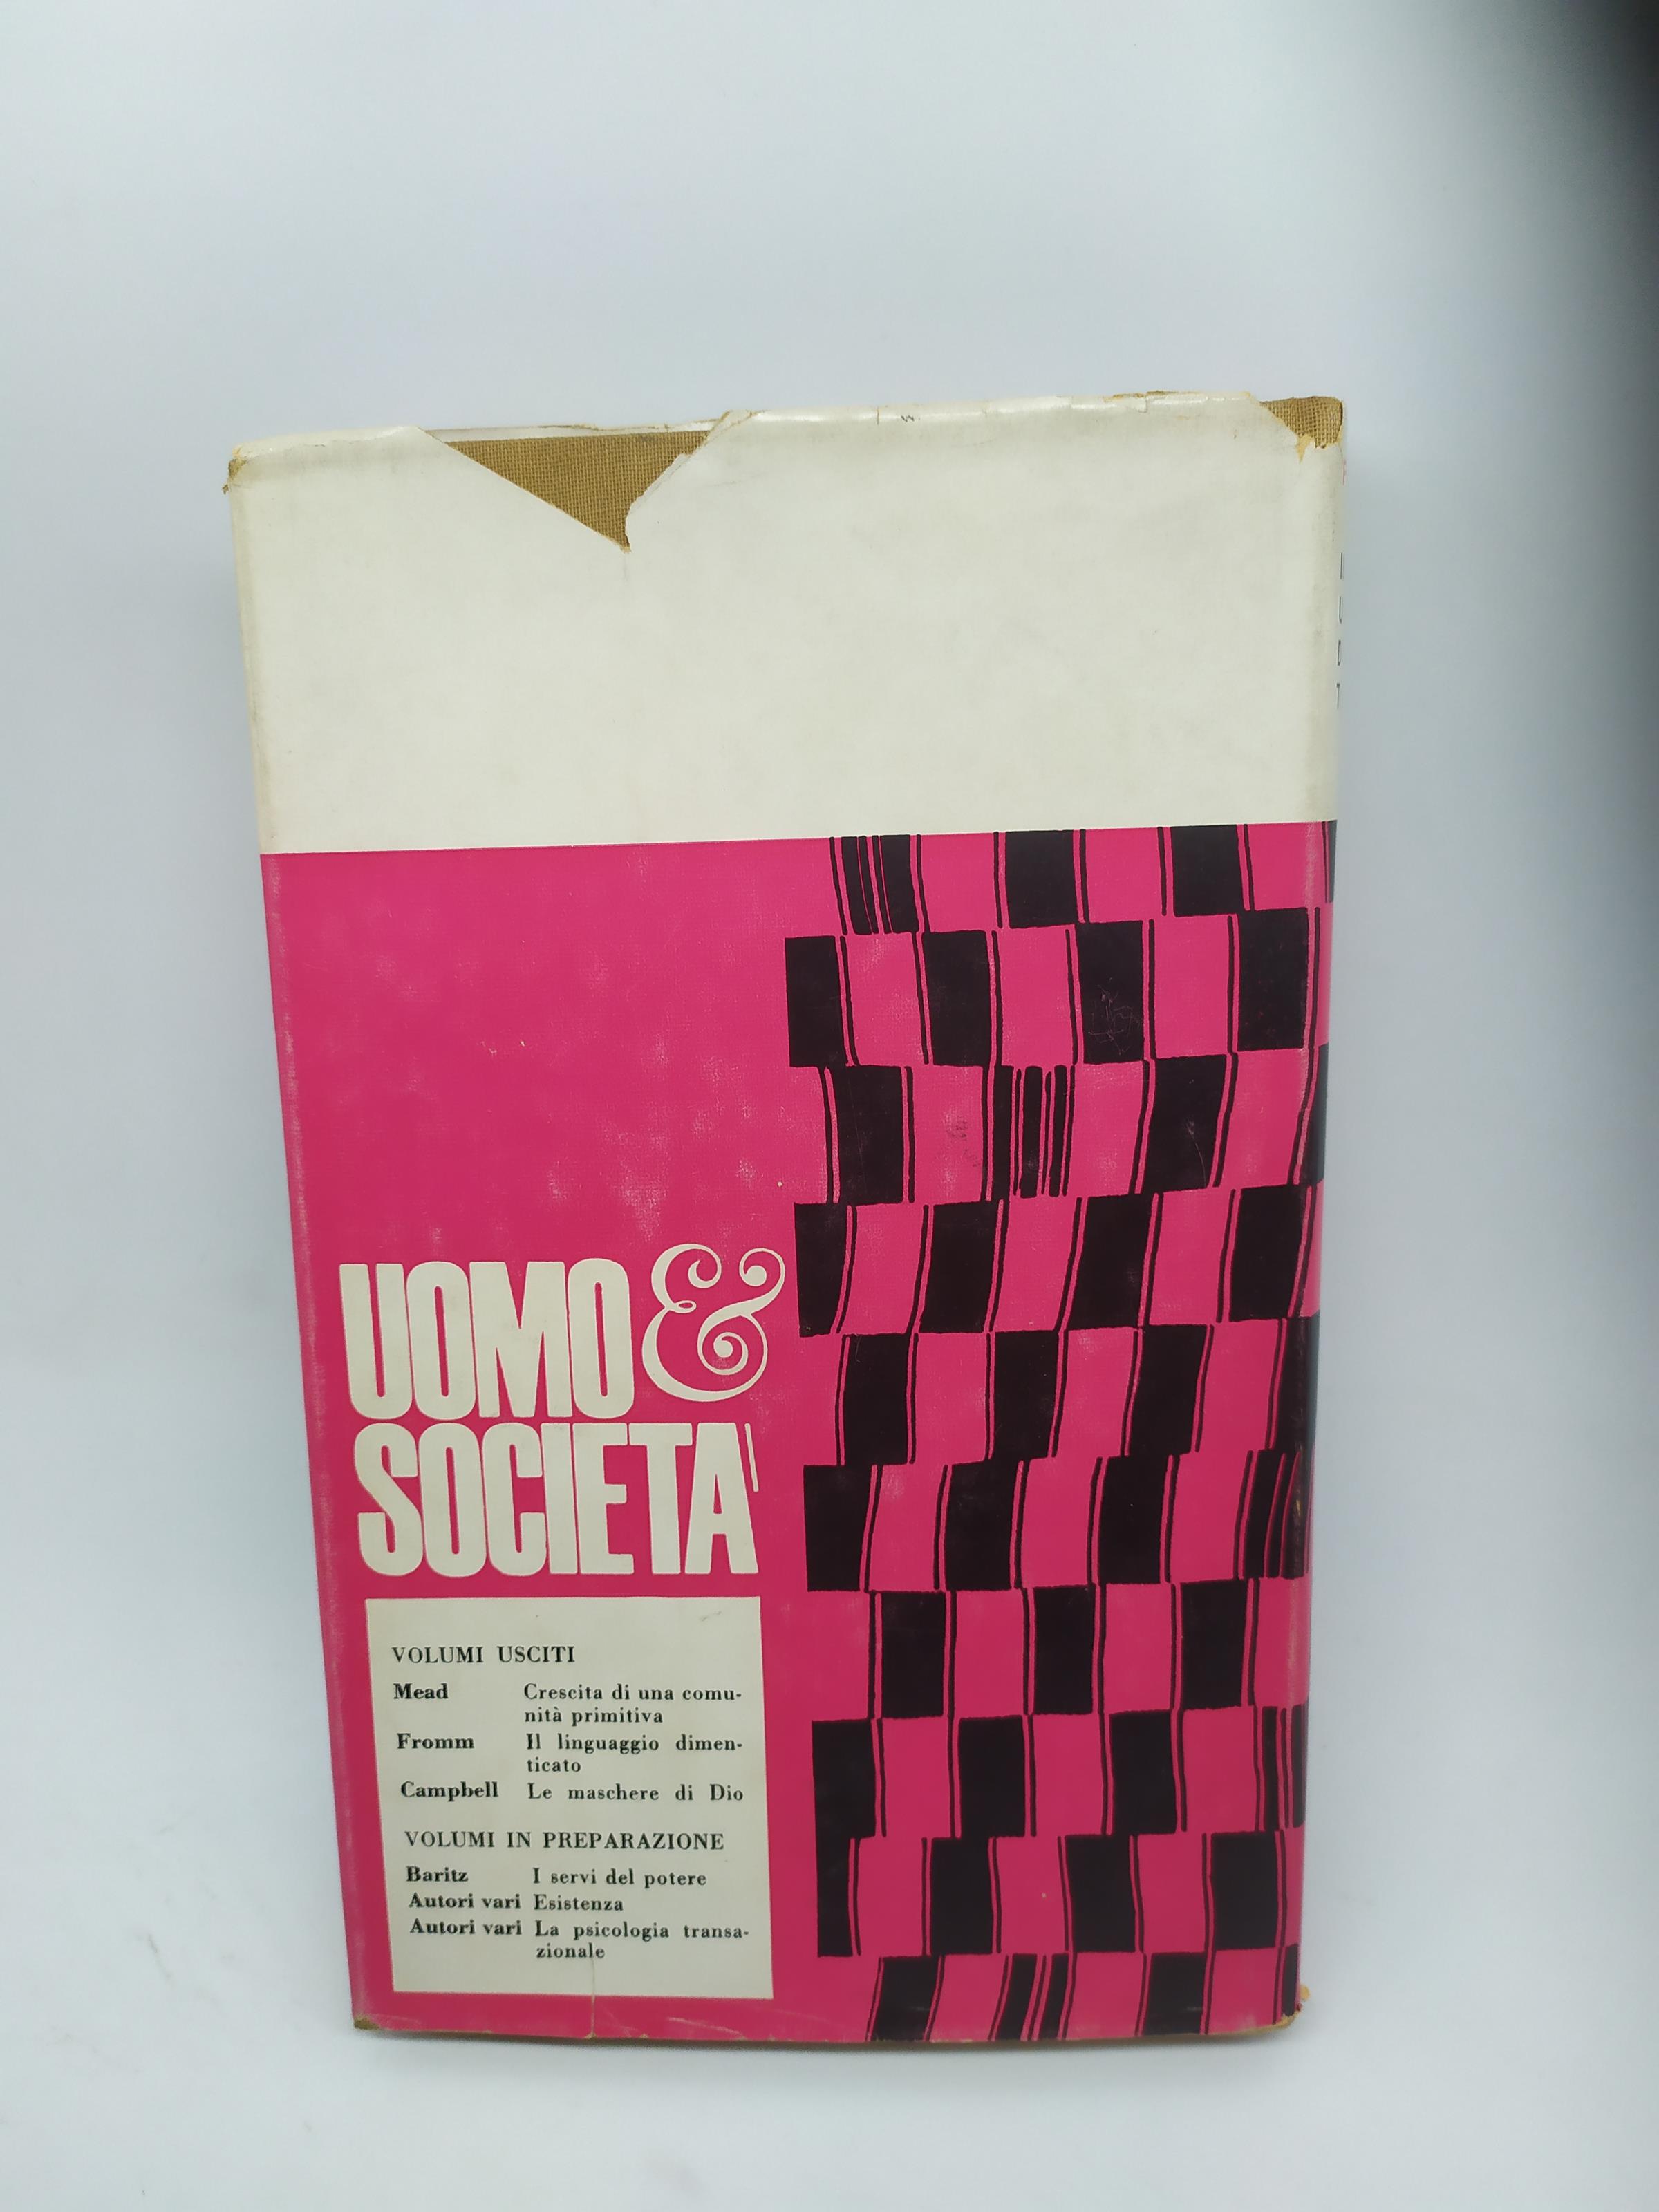 UOMO &
SOCIETA'
VOLUMI USCITI
Mead Crescita di una comu-
nità primitiva
Fromm Il linguaggio dimen-
ticato
Campbell Le maschere di Dio
VOLUMI IN PREPARAZIONE
Baritz I servi del potere
Autori vari Esistenza
Autori vari La psicologia transa-
zionale